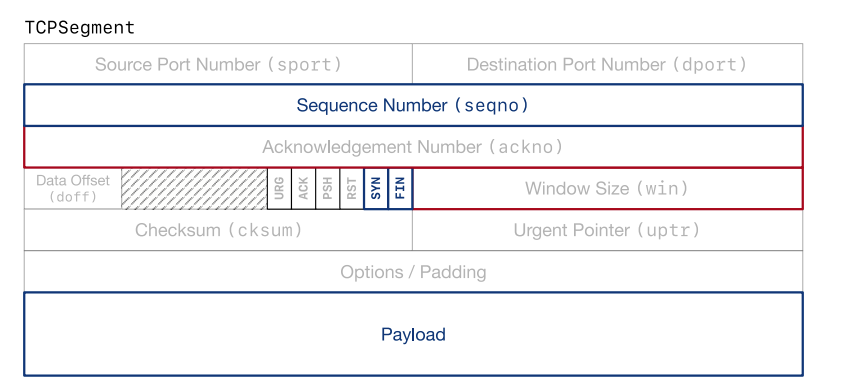 TCPSegment
Source Port Number (sport) Destination Port Number (dport)
Sequence Number (seqno)
Acknowledgement Number (ackno)
Data Offset (doff) URG ACK PSH RST SYN FIN Window Size (win)
Checksum (cksum) Urgent Pointer (uptr)
Options / Padding
Payload